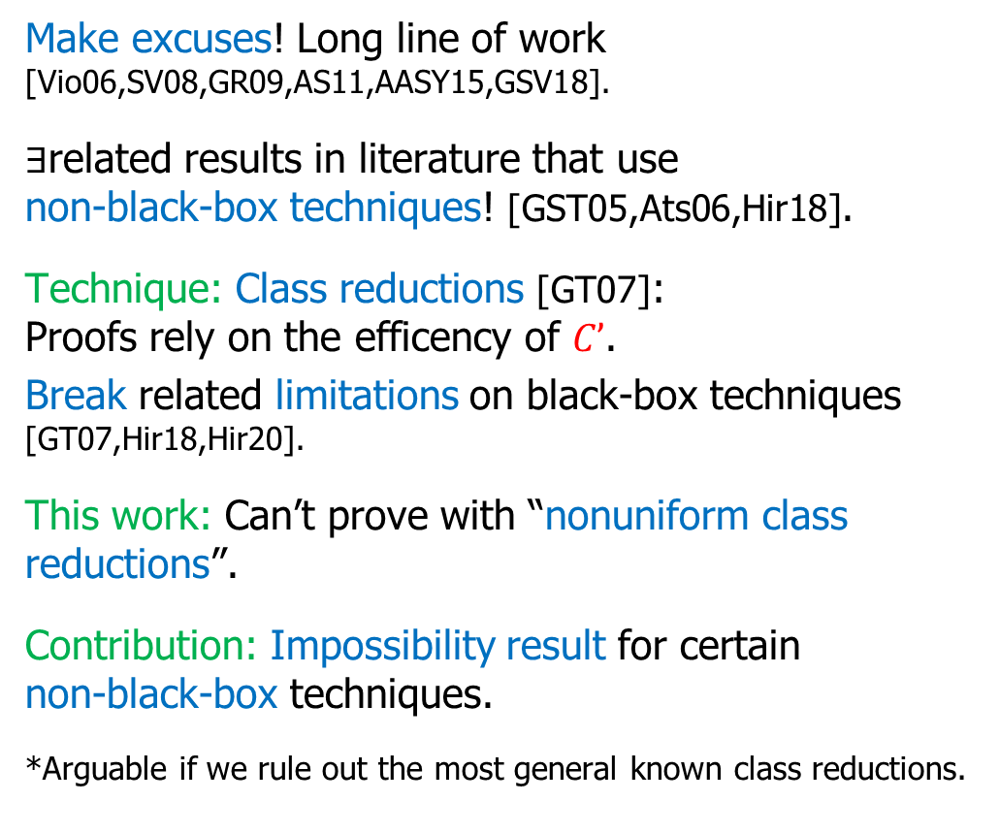 Make excuses! Long line of work
[Vio06,SV08,GR09,AS11,AASY15,GSV18].
∃related results in literature that use
non-black-box techniques! [GST05,Ats06,Hir18].
Technique: Class reductions [GT07]:
Proofs rely on the efficency of C’.
Break related limitations on black-box techniques
[GT07,Hir18,Hir20].
This work: Can’t prove with “nonuniform class
reductions”.
Contribution: Impossibility result for certain
non-black-box techniques.
*Arguable if we rule out the most general known class reductions.